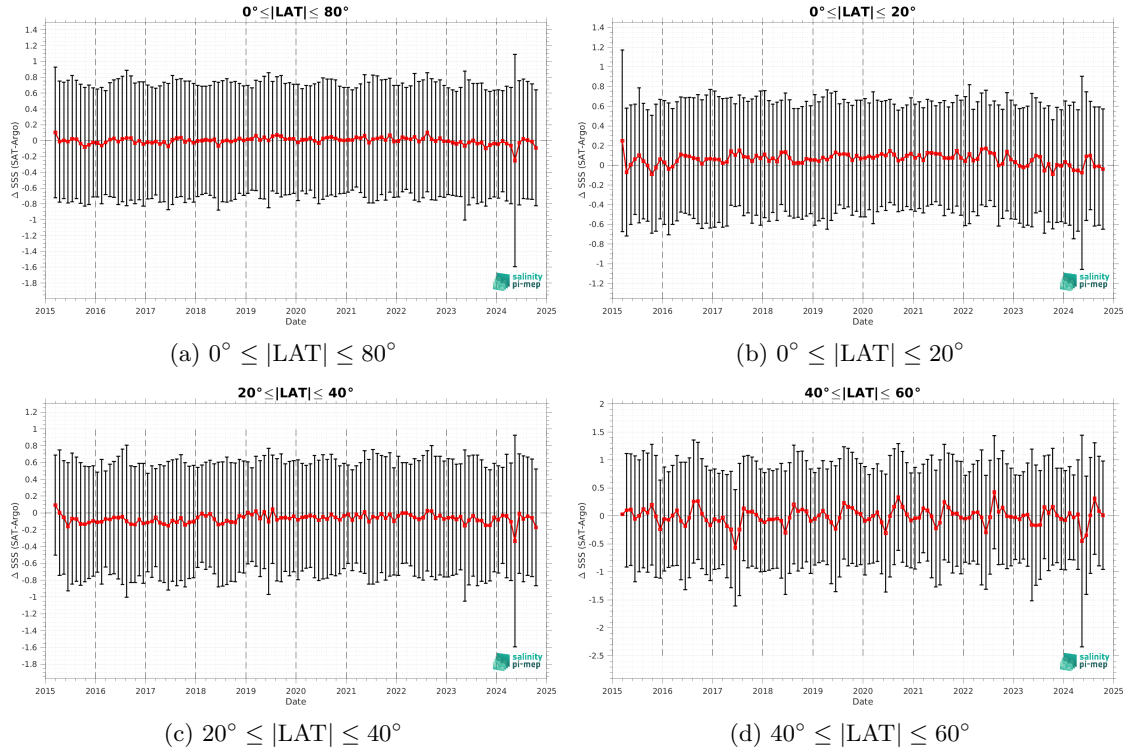 0°≤|LAT|≤ 80°
1.4
1.2
1
0.8
0.6
0.4
0.2
0
-0.2
-0.4
-0.6
-0.8
-1
-1.2
-1.4
-1.6
-1.8
Δ SSS (SAT-Argo)
2015 2016 2017 2018 2019 2020 2021 2022 2023 2024 2025
Date
salinity
pi-mep
(a) 0° ≤ |LAT| ≤ 80°
0°≤|LAT|≤ 20°
1.4
1.2
1
0.8
0.6
0.4
0.2
0
-0.2
-0.4
-0.6
-0.8
-1
-1.2
Δ SSS (SAT-Argo)
2015 2016 2017 2018 2019 2020 2021 2022 2023 2024 2025
Date
salinity
pi-mep
(b) 0° ≤ |LAT| ≤ 20°
20°≤|LAT|≤ 40°
1.2
1
0.8
0.6
0.4
0.2
0
-0.2
-0.4
-0.6
-0.8
-1
-1.2
-1.4
-1.6
-1.8
Δ SSS (SAT-Argo)
2015 2016 2017 2018 2019 2020 2021 2022 2023 2024 2025
Date
salinity
pi-mep
(c) 20° ≤ |LAT| ≤ 40°
40°≤|LAT|≤ 60°
2
1.5
1
0.5
0
-0.5
-1
-1.5
-2
-2.5
Δ SSS (SAT-Argo)
2015 2016 2017 2018 2019 2020 2021 2022 2023 2024 2025
Date
salinity
pi-mep
(d) 40° ≤ |LAT| ≤ 60°